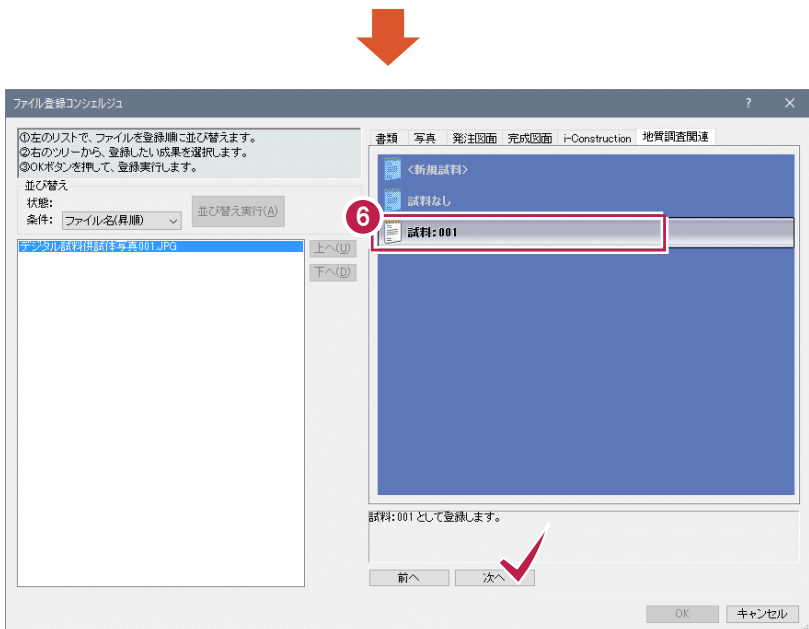 ファイル登録コンシェルジュ
?
×
①左のリストで、ファイルを登録順に並び替えます。
②右のツリーから、登録したい成果を選択します。
③OKボタンを押して、登録実行します。
並び替え
状態:
条件: ファイル名(昇順)
並び替え実行(A)
デジタル試料供試体写真001.JPG
上へ(U)
下へ(D)
書類 写真 発注図面 完成図面 i-Construction 地質調査関連
<新規試料>
試料なし
6
試料:001
試料:001 として登録します。
前へ 次へ
OK キャンセル